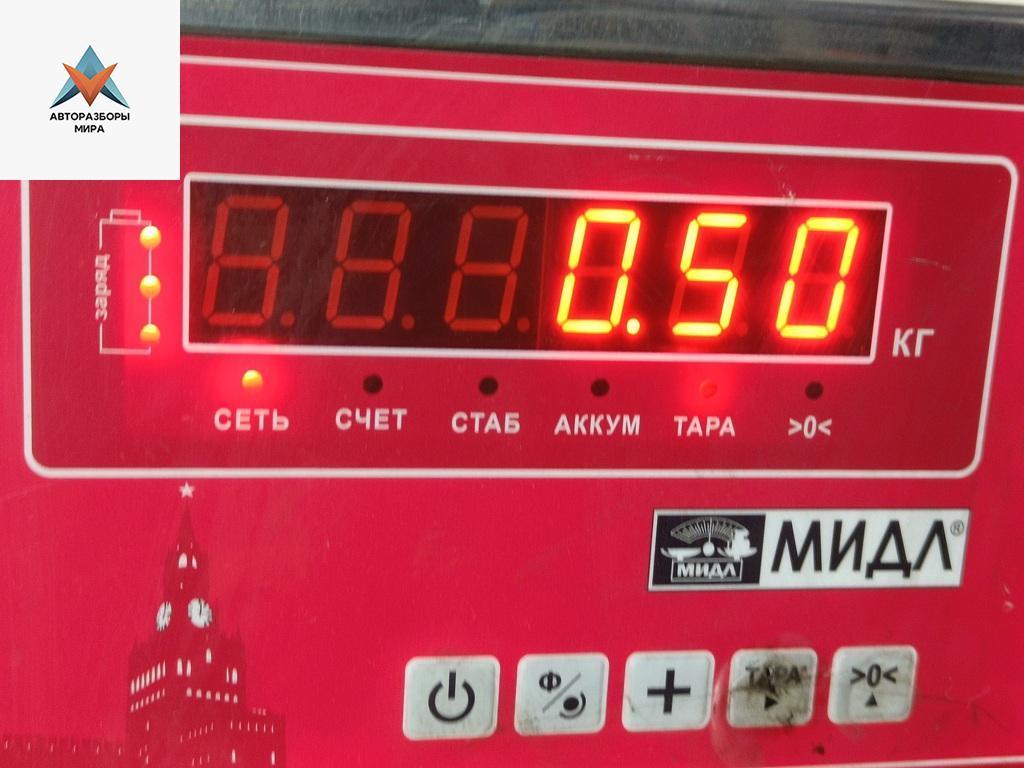 АВТОРАЗБОРЫ
МИРА
заряд
0.50
КГ
СЕТЬ СЧЕТ СТАБ АККУМ ТАРА >0<
МИДЛ МИДЛ®
Ф ТАРА >0<